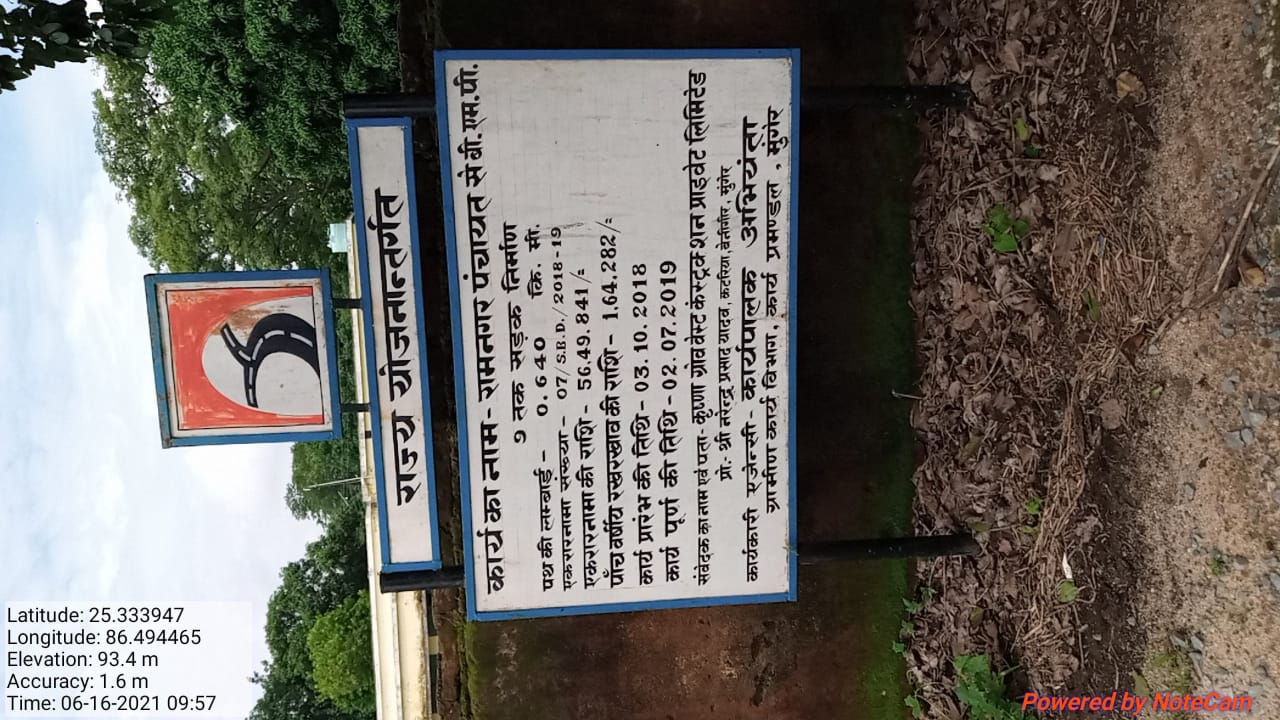 राज्य योजनान्तर्गत
कार्य का नाम - रामनगर पंचायत से बी. एम. पी.
9 तक सड़क निर्माण
पथ की लम्बाई - 0.640 कि. मी.
एकरारनामा संख्या - 07/S.B.D./2018-19
एकरारनामा की राशि - 56.49.841/=
पाँच वर्षीय रखरखाव की राशि - 1.64.282/=
कार्य प्रारंभ की तिथि - 03.10.2018
कार्य पूर्ण की तिथि - 02.07.2019
संवेदक का नाम एवं पता - कृष्णा ग्रोवेस्ट कंस्ट्रक्शन प्राइवेट लिमिटेड
प्रो:- श्री नरेन्द्र प्रसाद यादव, कटरिया, बेतीगीर, मुंगेर
कार्यकारी एजेन्सी - कार्यपालक अभियंता
ग्रामीण कार्य विभाग, कार्य प्रमण्डल, मुंगेर
Latitude: 25.333947
Longitude: 86.494465
Elevation: 93.4 m
Accuracy: 1.6 m
Time: 06-16-2021 09:57
Powered by NoteCam